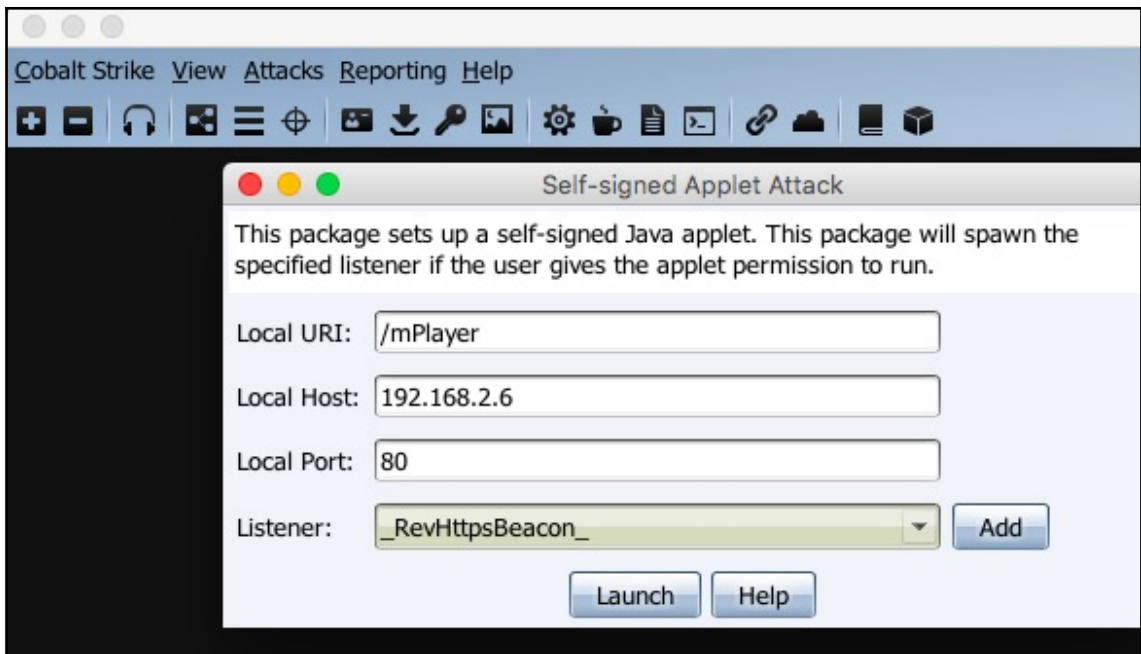 Cobalt Strike View Attacks Reporting Help
Self-signed Applet Attack
This package sets up a self-signed Java applet. This package will spawn the
specified listener if the user gives the applet permission to run.
Local URI: /mPlayer
Local Host: 192.168.2.6
Local Port: 80
Listener: _RevHttpsBeacon_ Add
Launch Help